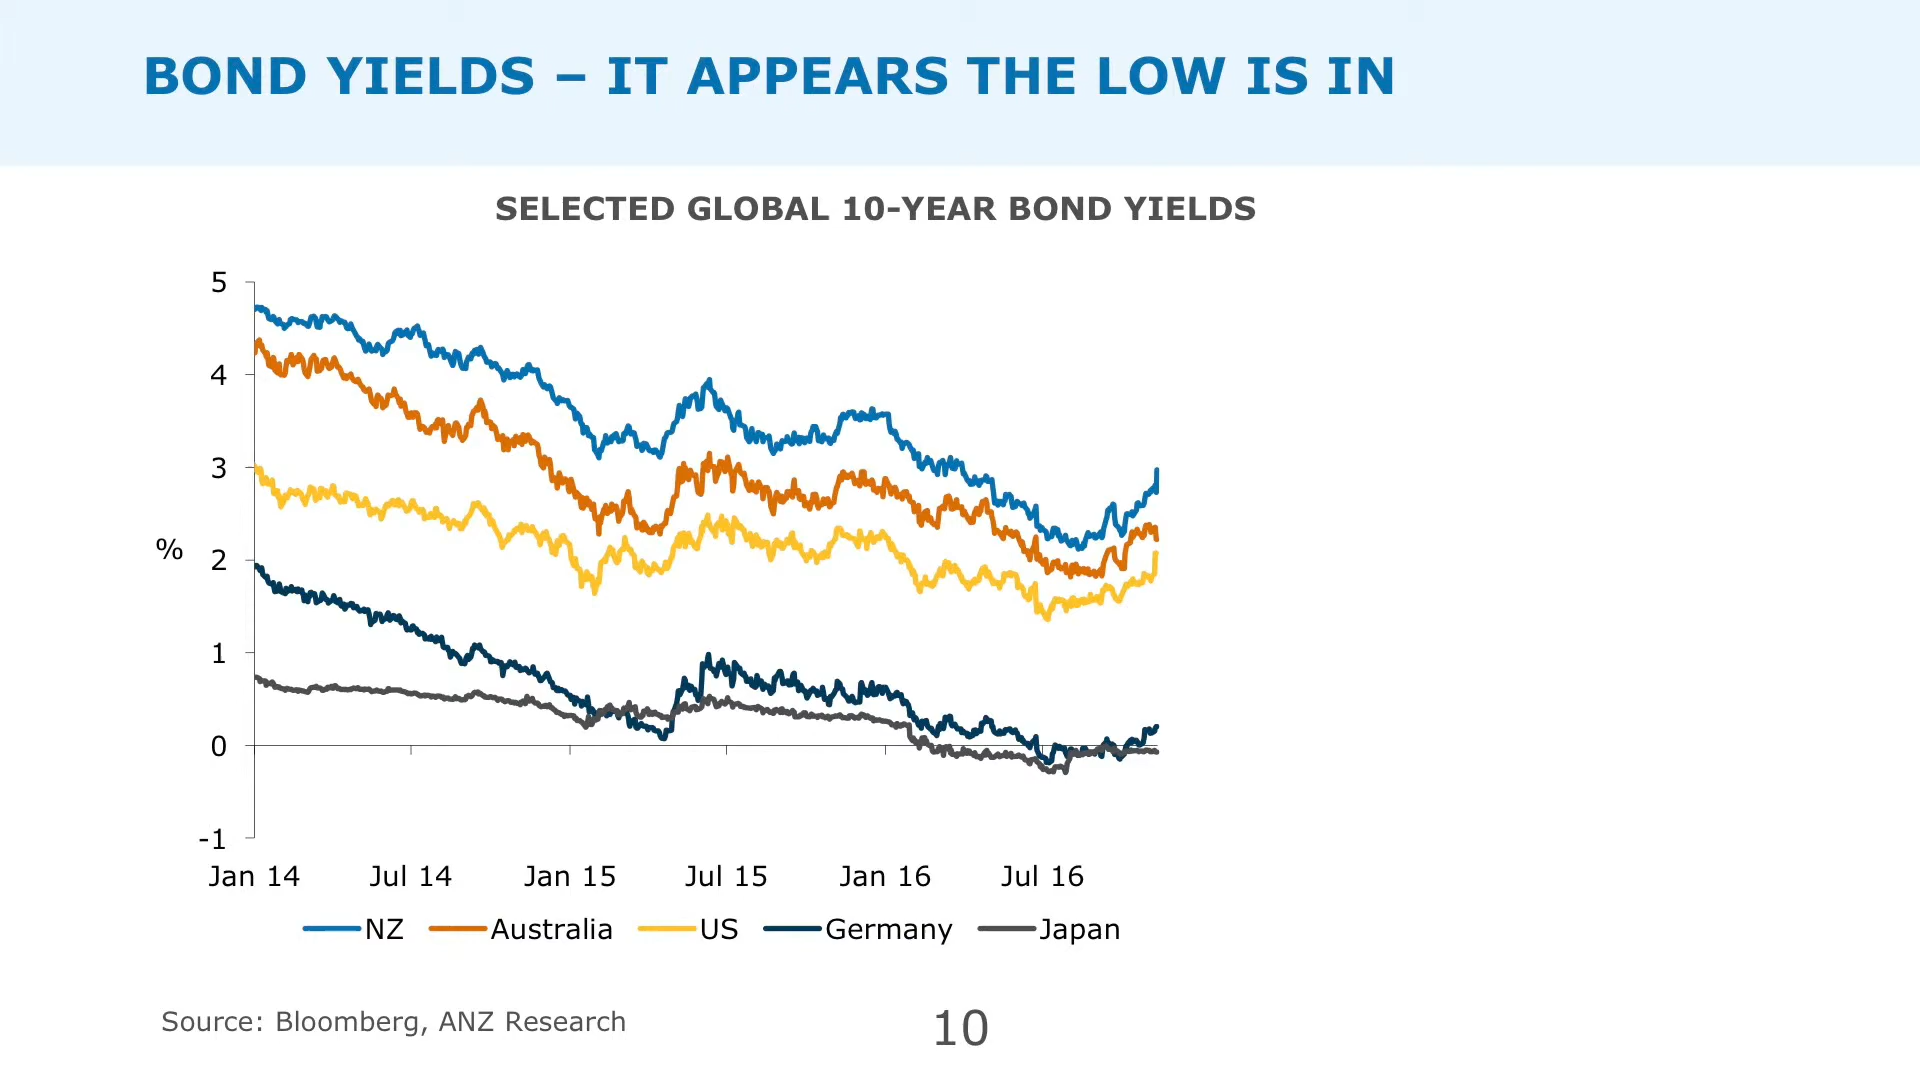 BOND YIELDS – IT APPEARS THE LOW IS IN
SELECTED GLOBAL 10-YEAR BOND YIELDS
5
4
3
%
2
1
0
-1
Jan 14 Jul 14 Jan 15 Jul 15 Jan 16 Jul 16
NZ Australia US Germany Japan
Source: Bloomberg, ANZ Research
10